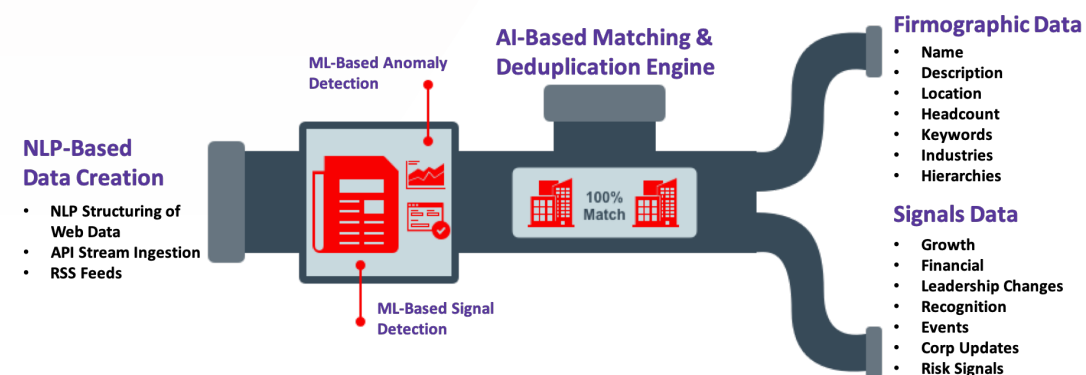 NLP-Based
Data Creation
• NLP Structuring of
Web Data
• API Stream Ingestion
• RSS Feeds
ML-Based Anomaly
Detection
ML-Based Signal
Detection
AI-Based Matching &
Deduplication Engine
100%
Match
Firmographic Data
• Name
• Description
• Location
• Headcount
• Keywords
• Industries
• Hierarchies
Signals Data
• Growth
• Financial
• Leadership Changes
• Recognition
• Events
• Corp Updates
• Risk Signals